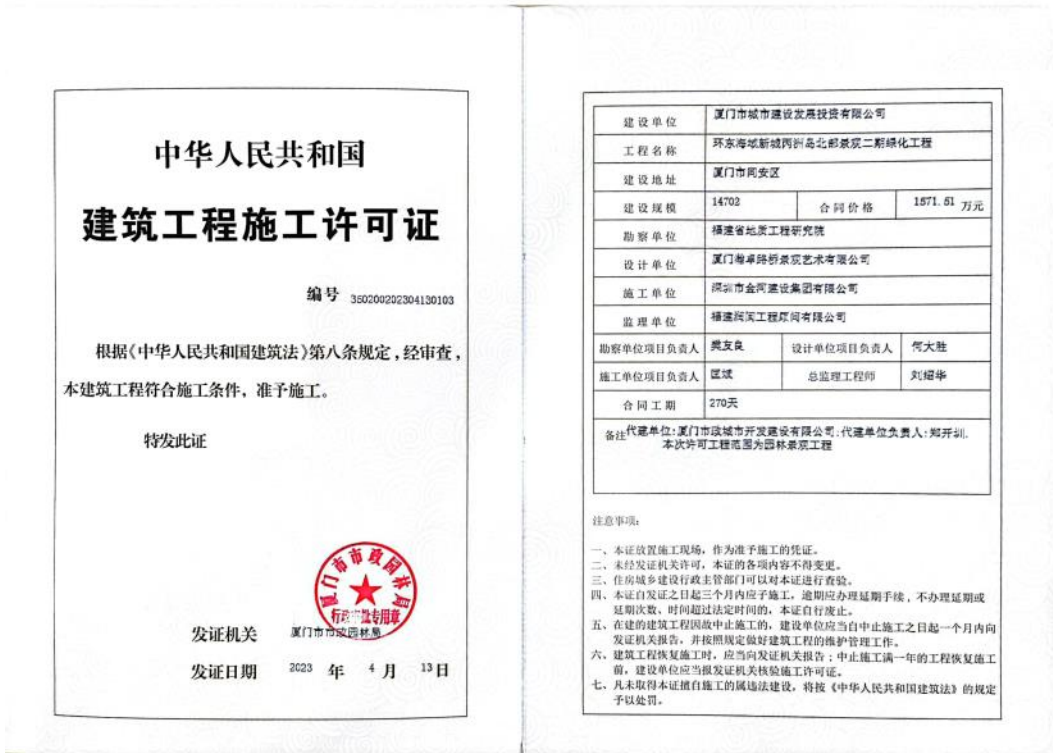 中华人民共和国
建筑工程施工许可证
编号 350200202304130103
根据《中华人民共和国建筑法》第八条规定，经审查，
本建筑工程符合施工条件，准予施工。
特发此证
厦门市市政园林局
行政审批专用章
发证机关 厦门市市政园林局
发证日期 2023 年 4 月 13日
建设单位 厦门市城市建设发展投资有限公司
工程名称 环东海域新城丙洲岛北部景观二期绿化工程
建设地址 厦门市同安区
建设规模 14702 合同价格 1871.51 万元
勘察单位 福建省地质工程研究院
设计单位 厦门瀚卓路桥景观艺术有限公司
施工单位 深圳市金河建设集团有限公司
监理单位 福建润闽工程顾问有限公司
勘察单位项目负责人 樊友良 设计单位项目负责人 何大胜
施工单位项目负责人 匡斌 总监理工程师 刘绍华
合同工期 270天
备注 代建单位:厦门市政城市开发建设有限公司;代建单位负责人:郑开训.
本次许可工程范围为园林景观工程
注意事项:
一、本证放置施工现场，作为准予施工的凭证。
二、未经发证机关许可，本证的各项内容不得变更。
三、住房城乡建设行政主管部门可以对本证进行查验。
四、本证自发证之日起三个月内应予施工，逾期应办理延期手续，不办理延期或
延期次数、时间超过法定时间的，本证自行废止。
五、在建的建筑工程因故中止施工的，建设单位应当自中止施工之日起一个月内向
发证机关报告，并按照规定做好建筑工程的维护管理工作。
六、建筑工程恢复施工时，应当向发证机关报告；中止施工满一年的工程恢复施工
前，建设单位应当报发证机关核验施工许可证。
七、凡未取得本证擅自施工的属违法建设，将按《中华人民共和国建筑法》的规定
予以处罚。